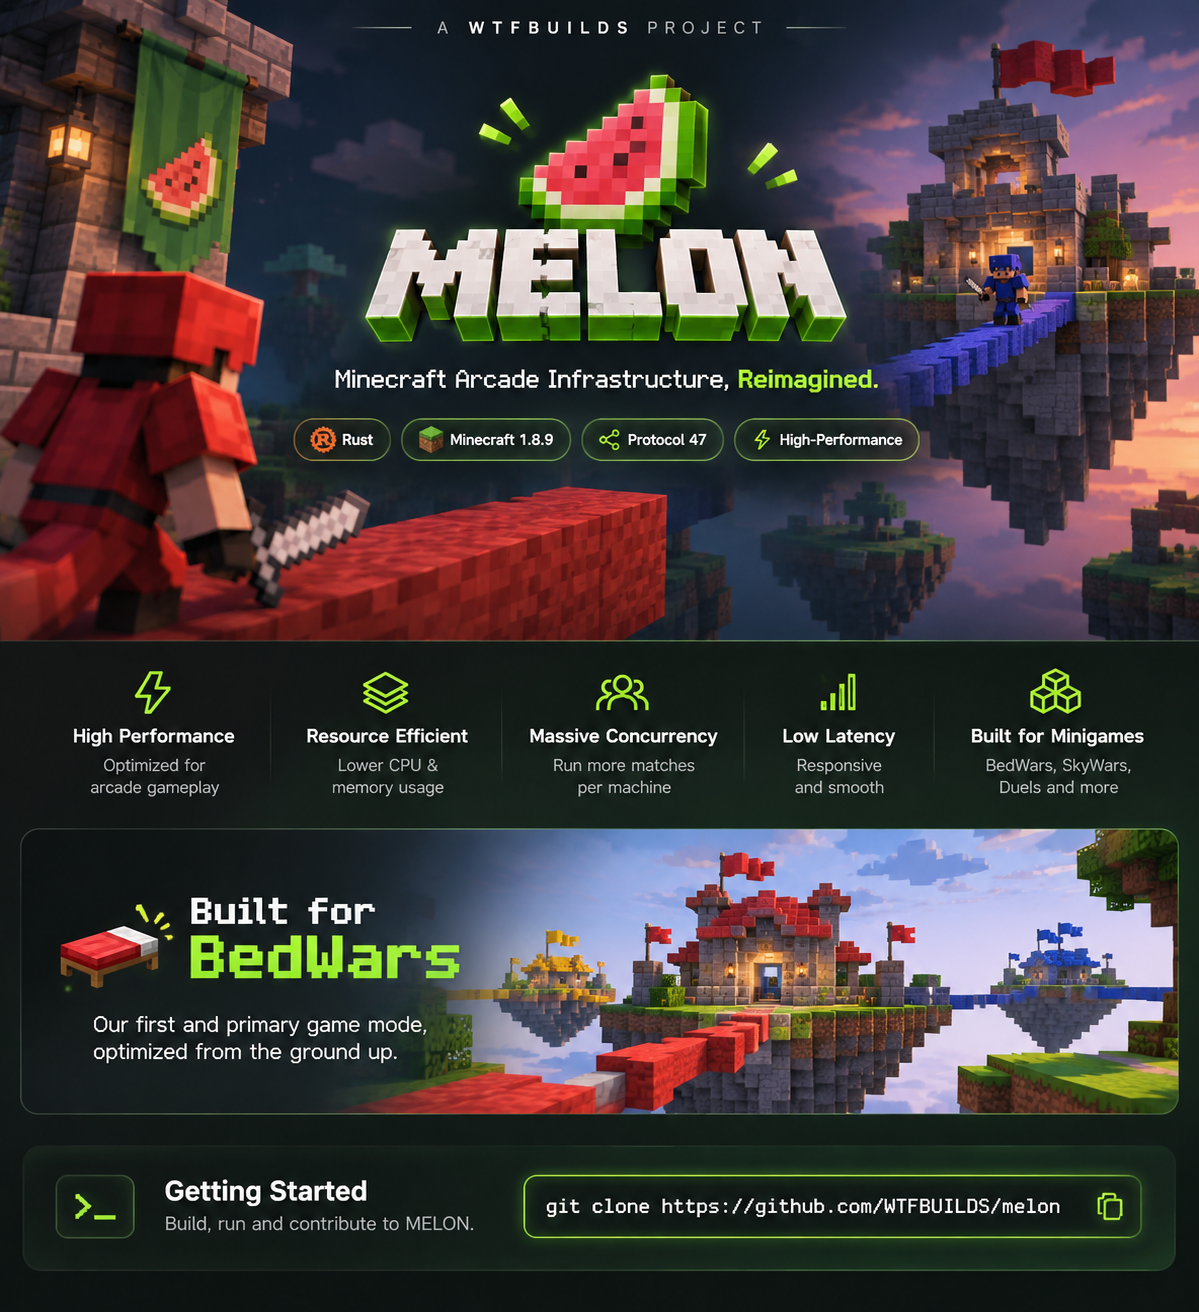 A WTFBUILDS PROJECT
MELON
Minecraft Arcade Infrastructure, Reimagined.
Rust
Minecraft 1.8.9
Protocol 47
High-Performance
High Performance
Optimized for
arcade gameplay
Resource Efficient
Lower CPU &
memory usage
Massive Concurrency
Run more matches
per machine
Low Latency
Responsive
and smooth
Built for Minigames
BedWars, SkyWars,
Duels and more
Built for
BedWars
Our first and primary game mode,
optimized from the ground up.
Getting Started
Build, run and contribute to MELON.
git clone https://github.com/WTFBUILDS/melon